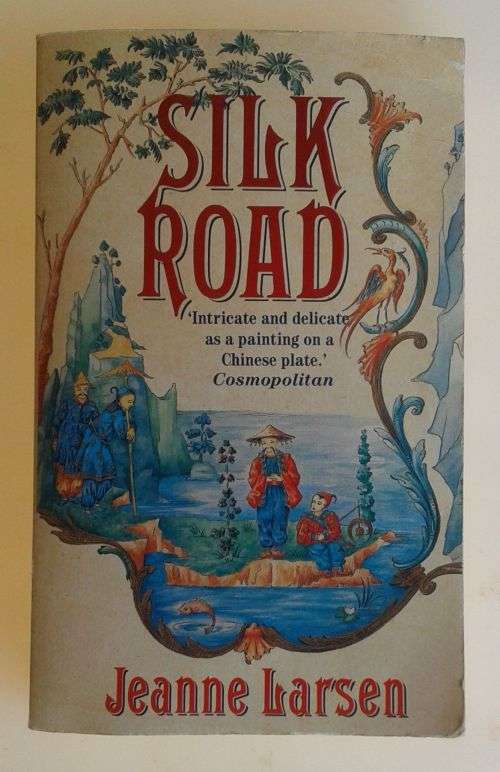 SILK
ROAD
‘Intricate and delicate
as a painting on a
Chinese plate.’
Cosmopolitan
Jeanne Larsen